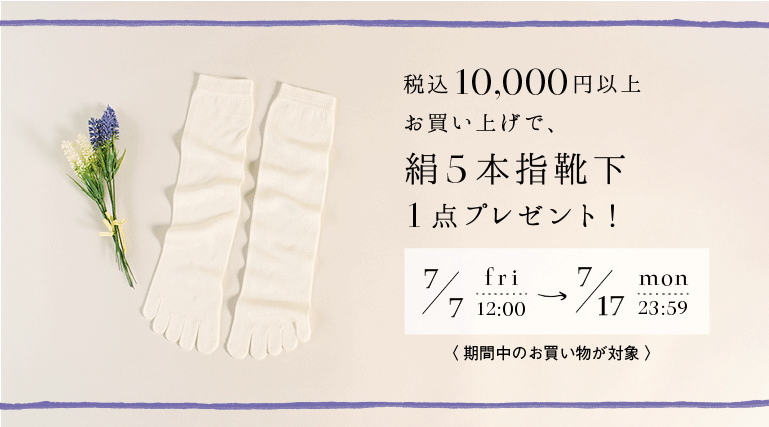 税込10,000円以上
お買い上げで、
絹5本指靴下
1点プレゼント！
7/7 fri 12:00 → 7/17 mon 23:59
〈 期間中のお買い物が対象 〉